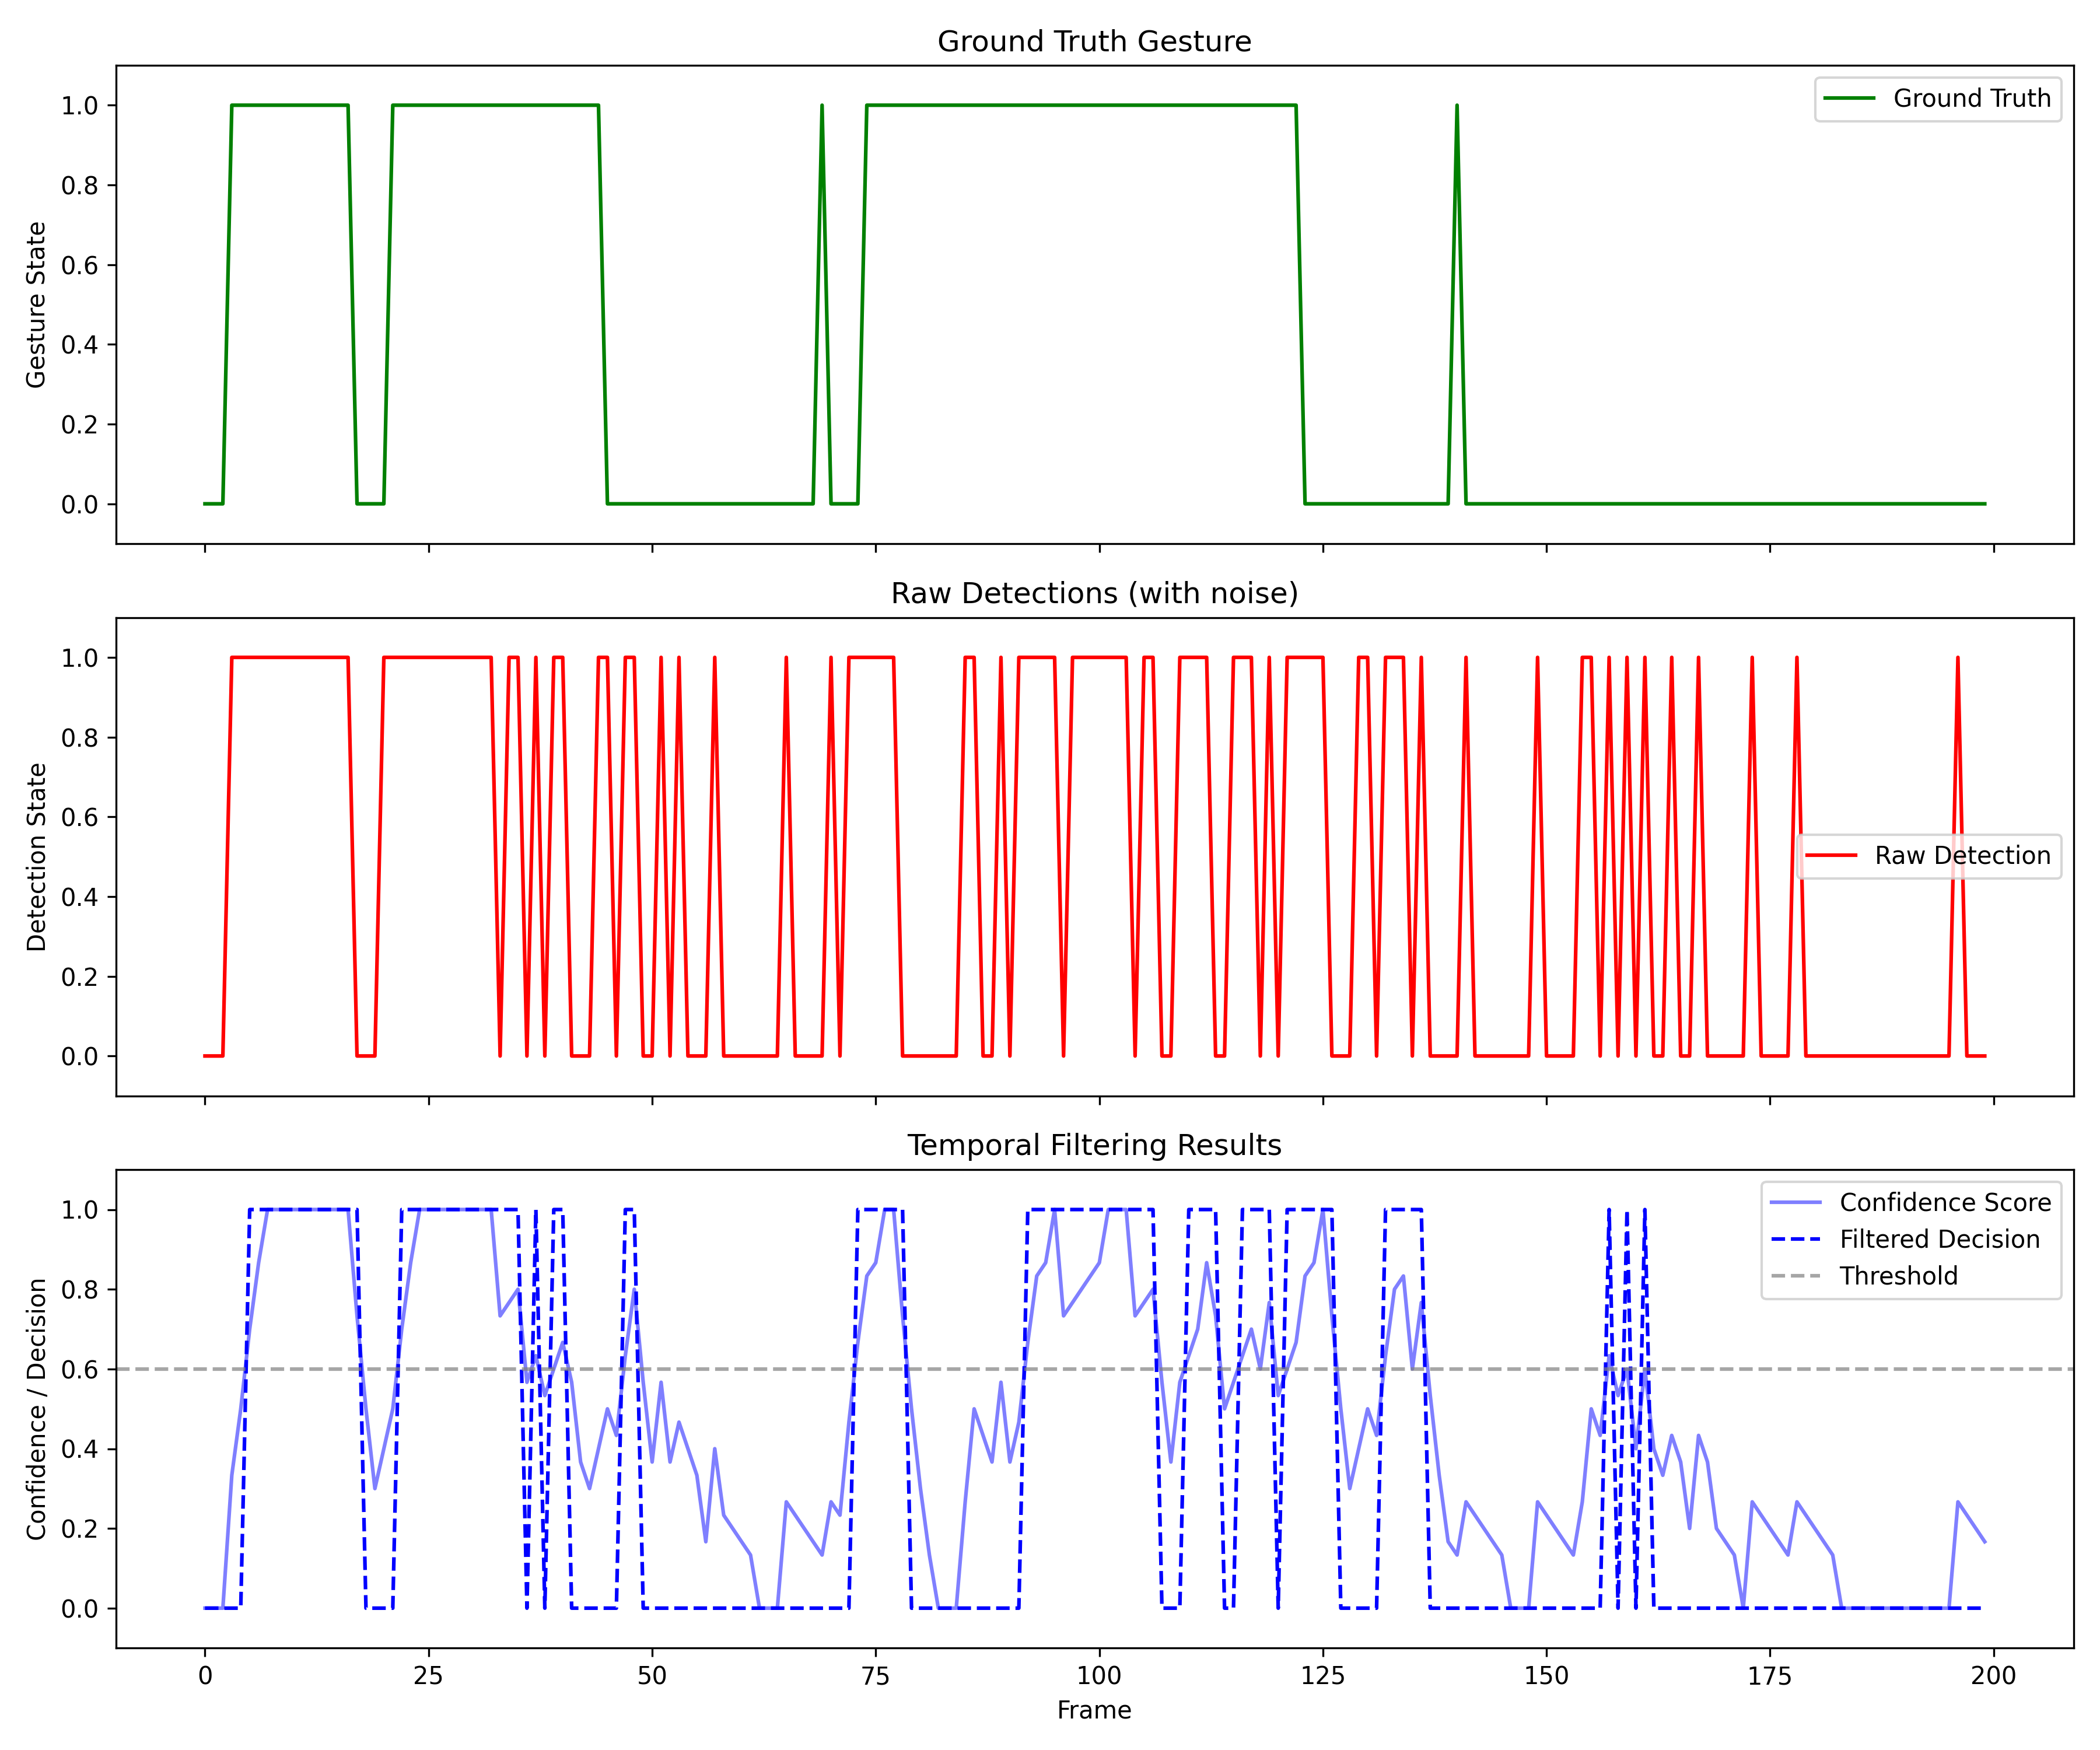 Ground Truth Gesture
Gesture State
1.0
0.8
0.6
0.4
0.2
0.0
Ground Truth
Raw Detections (with noise)
Detection State
1.0
0.8
0.6
0.4
0.2
0.0
Raw Detection
Temporal Filtering Results
Confidence / Decision
1.0
0.8
0.6
0.4
0.2
0.0
Confidence Score
Filtered Decision
Threshold
0 25 50 75 100 125 150 175 200
Frame